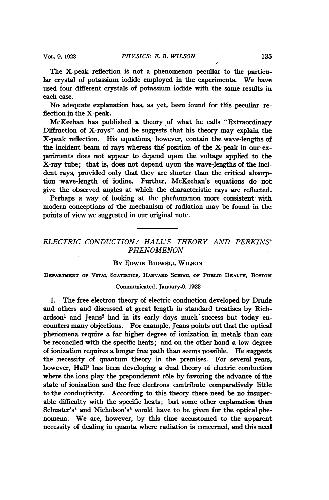 VOL. 9, 1923 PHYSICS: E. B. WILSON 135
The X-peak reflection is not a phenomenon peculiar to the particu-
lar crystal of potassium iodide employed in the experiments. We have
used four different crystals of potassium iodide with the same results in
each case.
No adequate explanation has, as yet, been found for this peculiar re-
flection in the X-peak.
McKeehan has published a theory of what he calls "Extraordinary
Diffraction of X-rays" and he suggests that his theory may explain the
X-peak reflection. His equations, however, contain the wave-lengths of
the incident beam of rays whereas the position of the X peak in our ex-
periments does not appear to depend upon the voltage applied to the
X-ray tube; that is, does not depend upon the wave-lengths of the inci-
dent rays, provided only that they are shorter than the critical absorp-
tion wave-length of iodine. Further, McKeehan's equations do not
give the observed angles at which the characteristic rays are reflected.
Perhaps a way of looking at the phenomenon more consistent with
modern conceptions of the mechanism of radiation may be found in the
points of view we suggested in our original note.
ELECTRIC CONDUCTION: HALL'S THEORY AND PERKINS'
PHENOMENON
BY EDWIN BIDWELL WILSON
DEPARTMENT OF VITAL STATISTICS, HARVARD SCHOOL OF PUBLIC HEALTH, BOSTON
Communicated, January 9, 1923
1. The free electron theory of electric conduction developed by Drude
and others and discussed at great length in standard treatises by Rich-
ardson¹ and Jeans² had in its early days much success but today en-
counters many objections. For example, Jeans points out that the optical
phenomena require a far higher degree of ionization in metals than can
be reconciled with the specific heats; and on the other hand a low degree
of ionization requires a longer free path than seems possible. He suggests
the necessity of quantum theory in the premises. For several years,
however, Hall³ has been developing a dual theory of electric conduction
where the ions play the preponderant rôle by favoring the advance of the
state of ionization and the free electrons contribute comparatively little
to the conductivity. According to this theory there need be no insuper-
able difficulty with the specific heats; but some other explanation than
Schuster's⁴ and Nicholson's⁵ would have to be given for the optical phe-
nomena. We are, however, by this time accustomed to the apparent
necessity of dealing in quanta where radiation is concerned, and this need